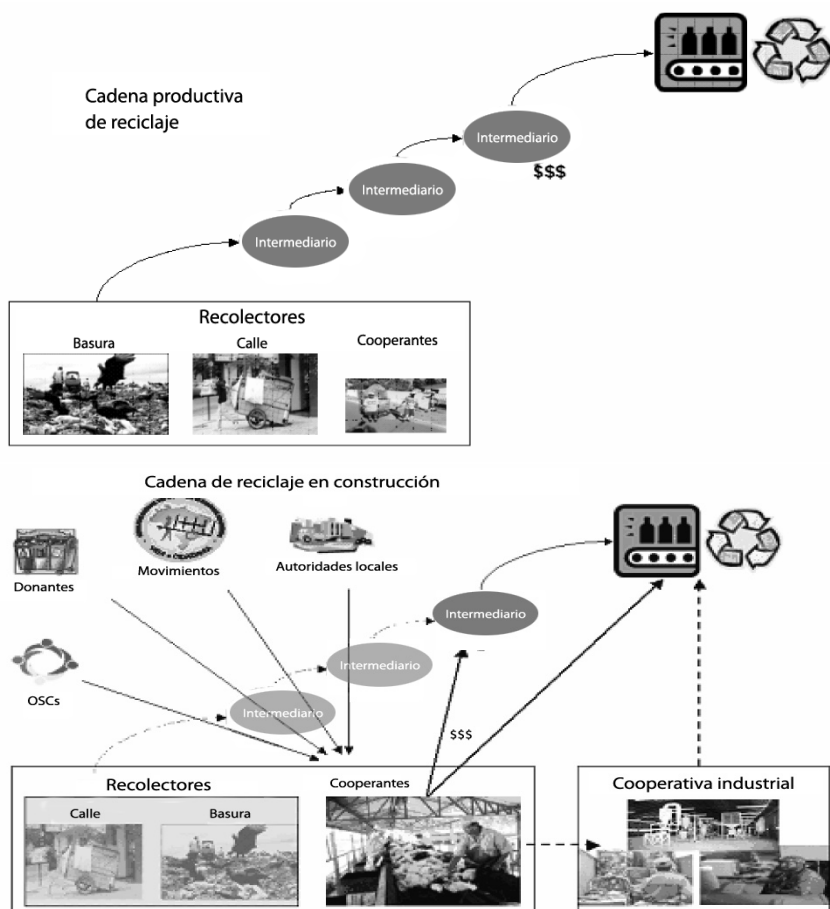 Cadena productiva
de reciclaje
Intermediario
$$$
Intermediario
Intermediario
Recolectores
Basura
Calle
Cooperantes
Cadena de reciclaje en construcción
Donantes
Movimientos
Autoridades locales
OSCs
Intermediario
Intermediario
Intermediario
$$$
Recolectores
Calle
Basura
Cooperantes
Cooperativa industrial